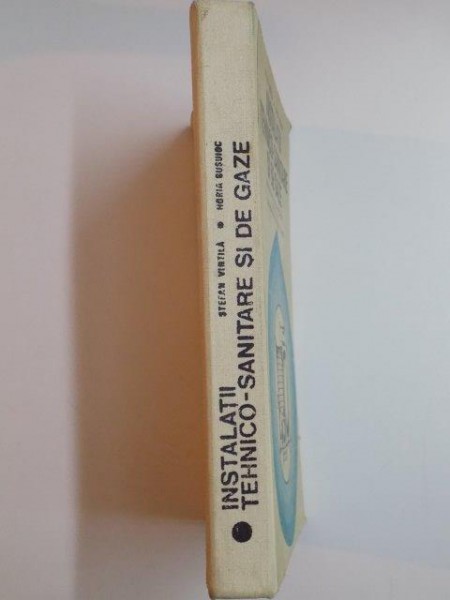 ȘTEFAN VINTILĂ • HORIA BUȘUIOC
INSTALAȚII
TEHNICO-SANITARE ȘI DE GAZE